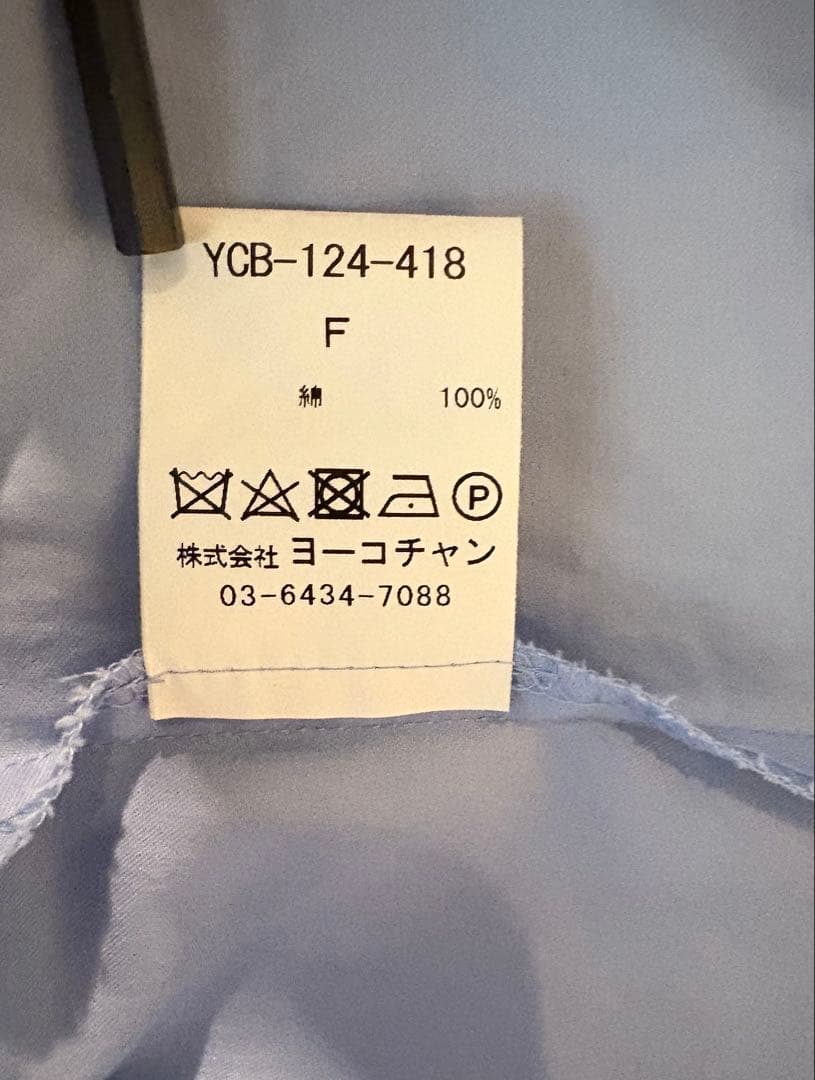 YCB-124-418
F
綿 100%
P
株式会社 ヨーコチャン
03-6434-7088